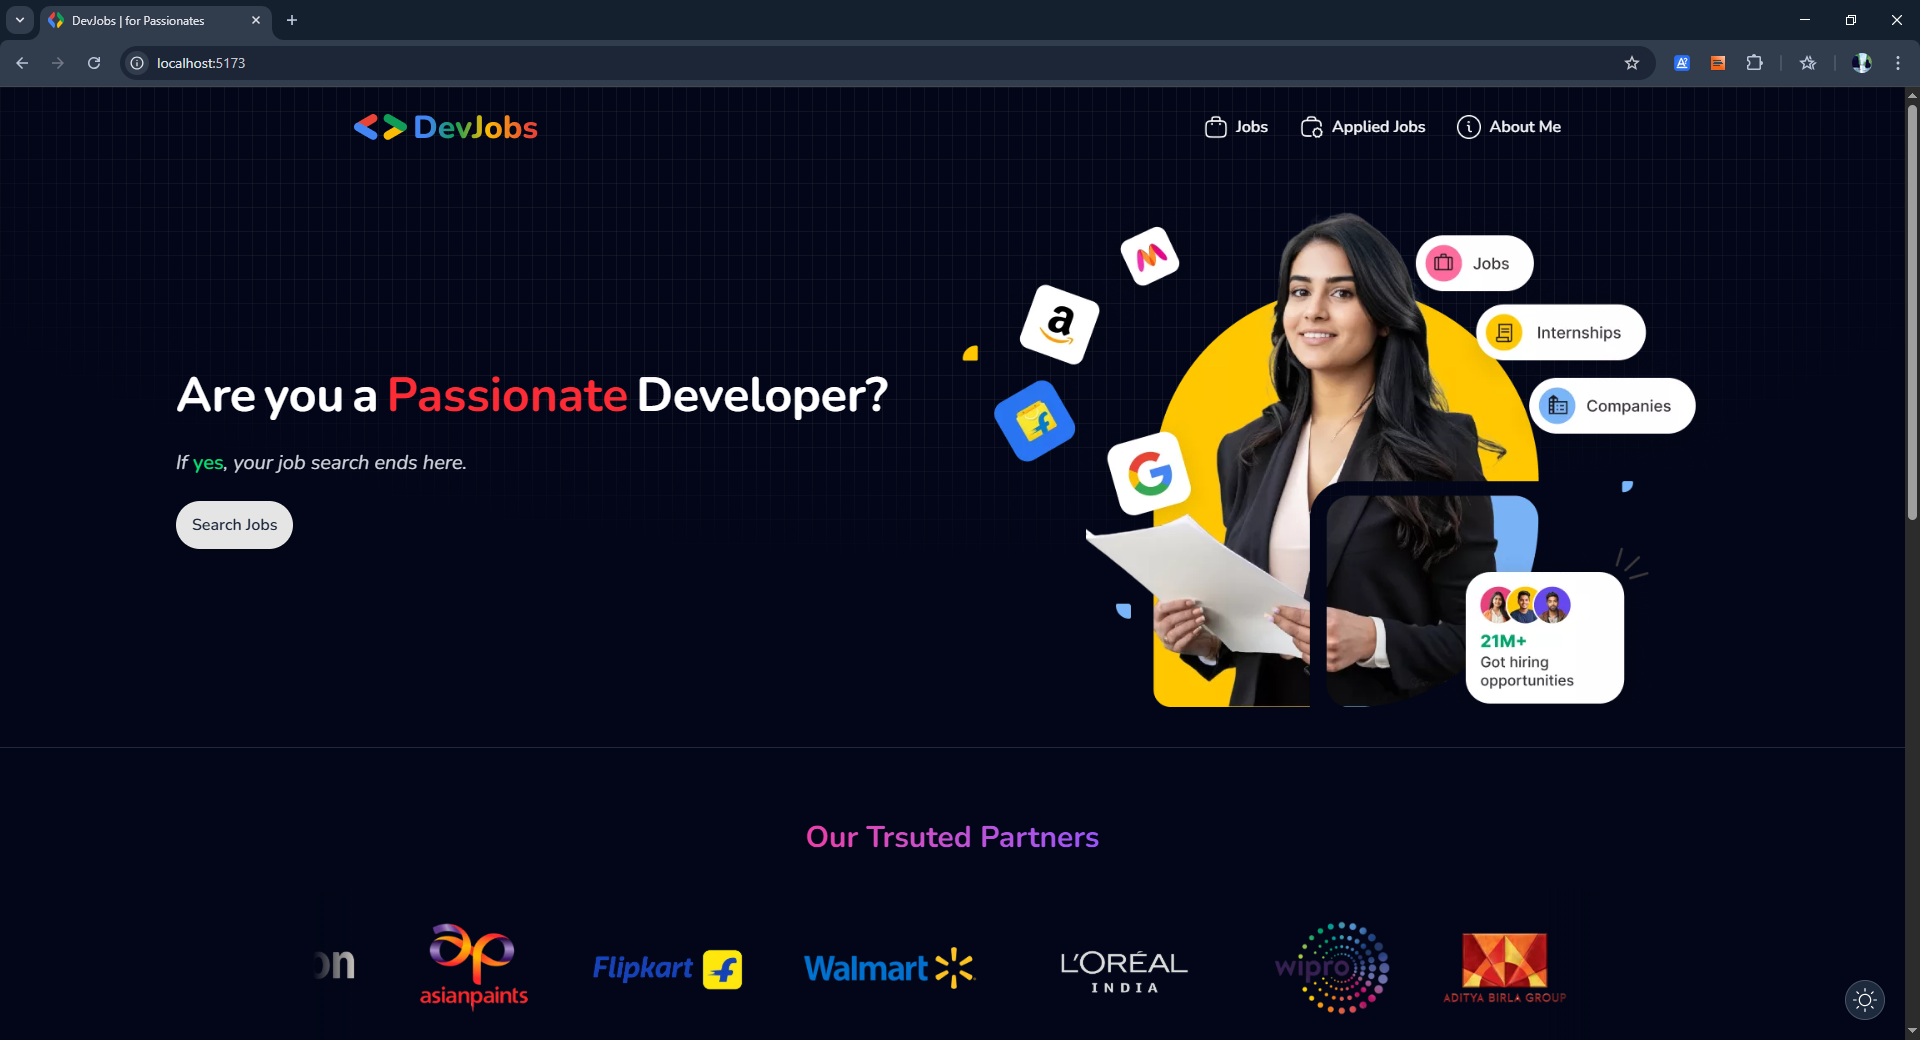 DevJobs | for Passionates
localhost:5173
DevJobs
Jobs
Applied Jobs
About Me
Jobs
a
Internships
Companies
Are you a Passionate Developer?
If yes, your job search ends here.
Search Jobs
G
21M+
Got hiring
opportunities
Our Trsuted Partners
on
asianpaints
Flipkart
Walmart
L'ORÉAL
INDIA
wipro
ADITYA BIRLA GROUP